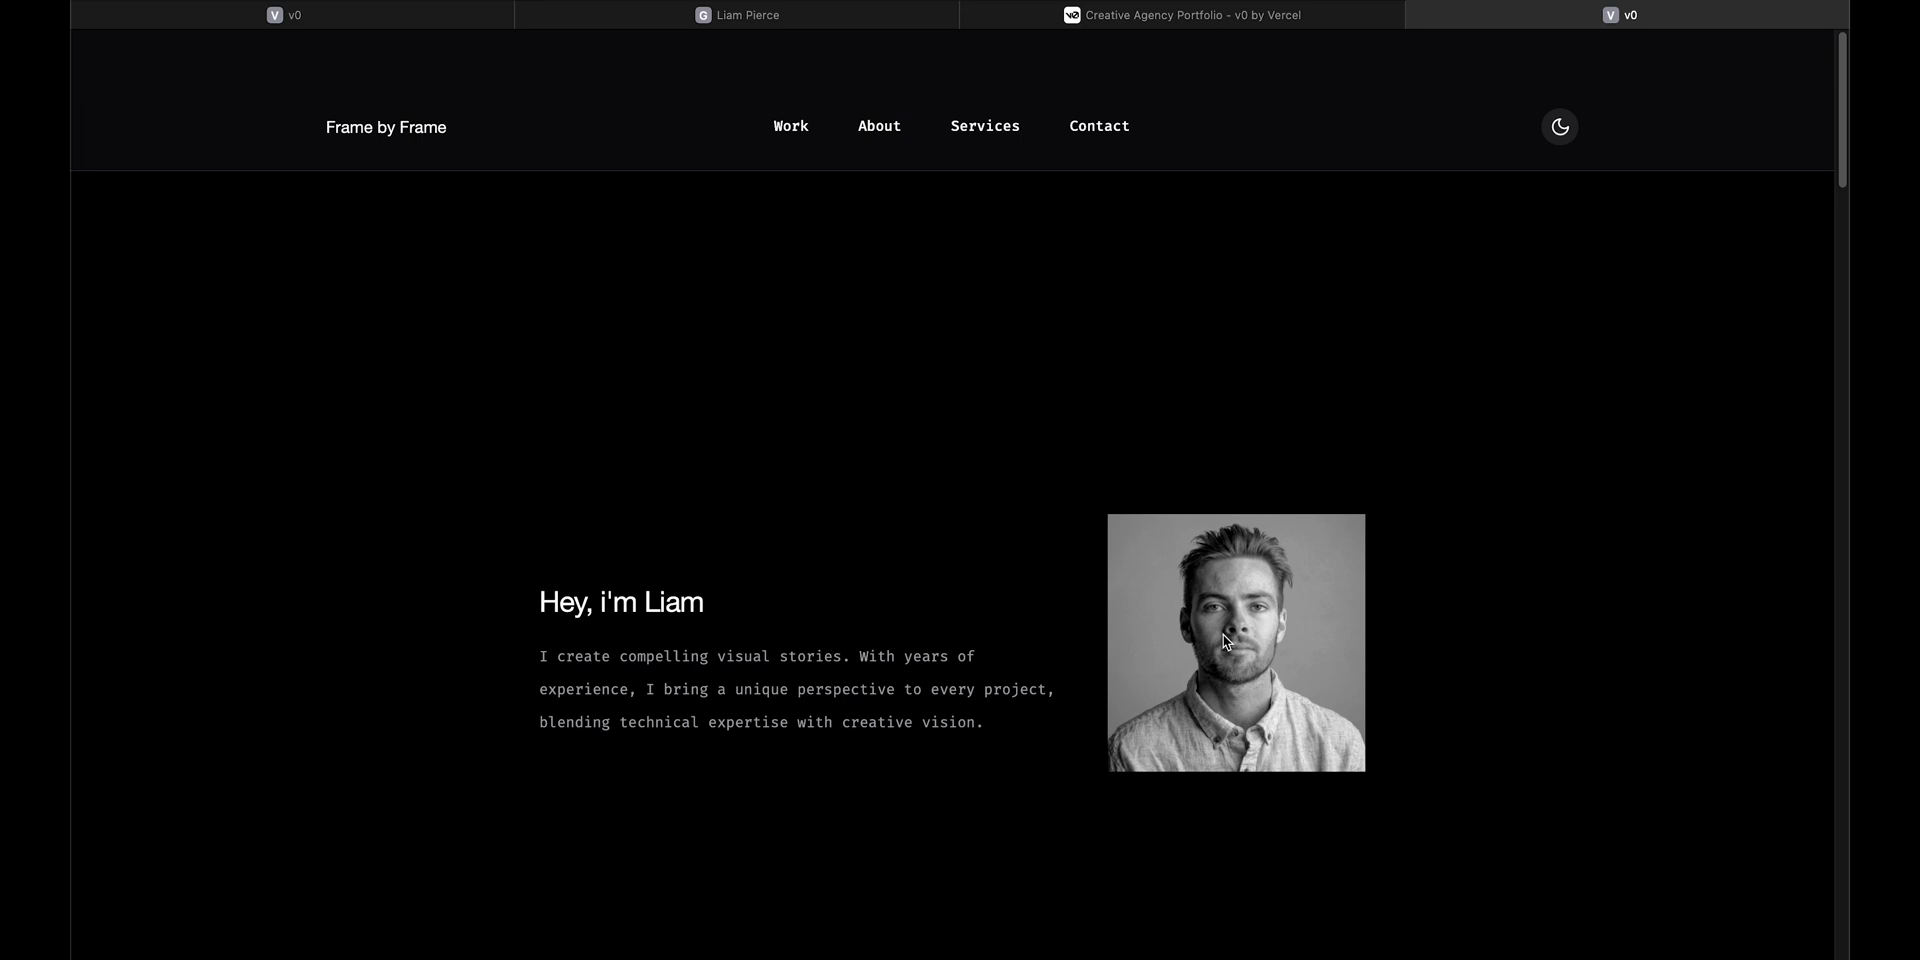 V v0
G Liam Pierce
v0 Creative Agency Portfolio - v0 by Vercel
V v0
Frame by Frame
Work
About
Services
Contact
Hey, i'm Liam
I create compelling visual stories. With years of
experience, I bring a unique perspective to every project,
blending technical expertise with creative vision.